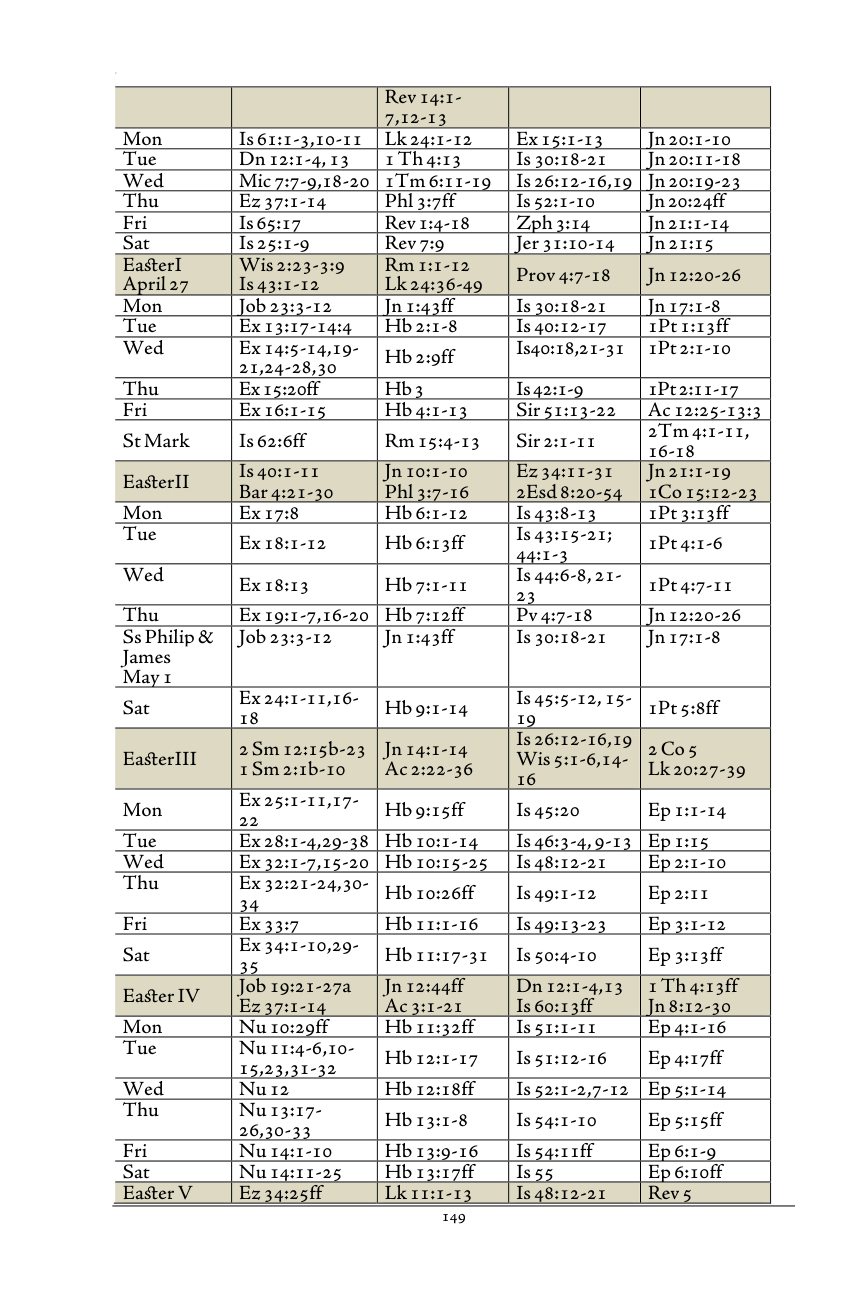 Rev 14:1-
7,12-13
Mon Is 61:1-3,10-11 Lk 24:1-12 Ex 15:1-13 Jn 20:1-10
Tue Dn 12:1-4, 13 1 Th 4:13 Is 30:18-21 Jn 20:11-18
Wed Mic 7:7-9,18-20 1Tm 6:11-19 Is 26:12-16,19 Jn 20:19-23
Thu Ez 37:1-14 Phl 3:7ff Is 52:1-10 Jn 20:24ff
Fri Is 65:17 Rev 1:4-18 Zph 3:14 Jn 21:1-14
Sat Is 25:1-9 Rev 7:9 Jer 31:10-14 Jn 21:15
EasterI Wis 2:23-3:9 Rm 1:1-12 Prov 4:7-18 Jn 12:20-26
April 27 Is 43:1-12 Lk 24:36-49
Mon Job 23:3-12 Jn 1:43ff Is 30:18-21 Jn 17:1-8
Tue Ex 13:17-14:4 Hb 2:1-8 Is 40:12-17 1Pt 1:13ff
Wed Ex 14:5-14,19- Hb 2:9ff Is40:18,21-31 1Pt 2:1-10
21,24-28,30
Thu Ex 15:20ff Hb 3 Is 42:1-9 1Pt 2:11-17
Fri Ex 16:1-15 Hb 4:1-13 Sir 51:13-22 Ac 12:25-13:3
St Mark Is 62:6ff Rm 15:4-13 Sir 2:1-11 2Tm 4:1-11,
16-18
EasterII Is 40:1-11 Jn 10:1-10 Ez 34:11-31 Jn 21:1-19
Bar 4:21-30 Phl 3:7-16 2Esd 8:20-54 1Co 15:12-23
Mon Ex 17:8 Hb 6:1-12 Is 43:8-13 1Pt 3:13ff
Tue Ex 18:1-12 Hb 6:13ff Is 43:15-21; 1Pt 4:1-6
44:1-3
Wed Ex 18:13 Hb 7:1-11 Is 44:6-8, 21- 1Pt 4:7-11
23
Thu Ex 19:1-7,16-20 Hb 7:12ff Pv 4:7-18 Jn 12:20-26
Ss Philip & Job 23:3-12 Jn 1:43ff Is 30:18-21 Jn 17:1-8
James
May 1
Sat Ex 24:1-11,16- Hb 9:1-14 Is 45:5-12, 15- 1Pt 5:8ff
18 19
EasterIII 2 Sm 12:15b-23 Jn 14:1-14 Is 26:12-16,19 2 Co 5
1 Sm 2:1b-10 Ac 2:22-36 Wis 5:1-6,14- Lk 20:27-39
16
Mon Ex 25:1-11,17- Hb 9:15ff Is 45:20 Ep 1:1-14
22
Tue Ex 28:1-4,29-38 Hb 10:1-14 Is 46:3-4, 9-13 Ep 1:15
Wed Ex 32:1-7,15-20 Hb 10:15-25 Is 48:12-21 Ep 2:1-10
Thu Ex 32:21-24,30- Hb 10:26ff Is 49:1-12 Ep 2:11
34
Fri Ex 33:7 Hb 11:1-16 Is 49:13-23 Ep 3:1-12
Sat Ex 34:1-10,29- Hb 11:17-31 Is 50:4-10 Ep 3:13ff
35
Easter IV Job 19:21-27a Jn 12:44ff Dn 12:1-4,13 1 Th 4:13ff
Ez 37:1-14 Ac 3:1-21 Is 60:13ff Jn 8:12-30
Mon Nu 10:29ff Hb 11:32ff Is 51:1-11 Ep 4:1-16
Tue Nu 11:4-6,10- Hb 12:1-17 Is 51:12-16 Ep 4:17ff
15,23,31-32
Wed Nu 12 Hb 12:18ff Is 52:1-2,7-12 Ep 5:1-14
Thu Nu 13:17- Hb 13:1-8 Is 54:1-10 Ep 5:15ff
26,30-33
Fri Nu 14:1-10 Hb 13:9-16 Is 54:11ff Ep 6:1-9
Sat Nu 14:11-25 Hb 13:17ff Is 55 Ep 6:10ff
Easter V Ez 34:25ff Lk 11:1-13 Is 48:12-21 Rev 5
149